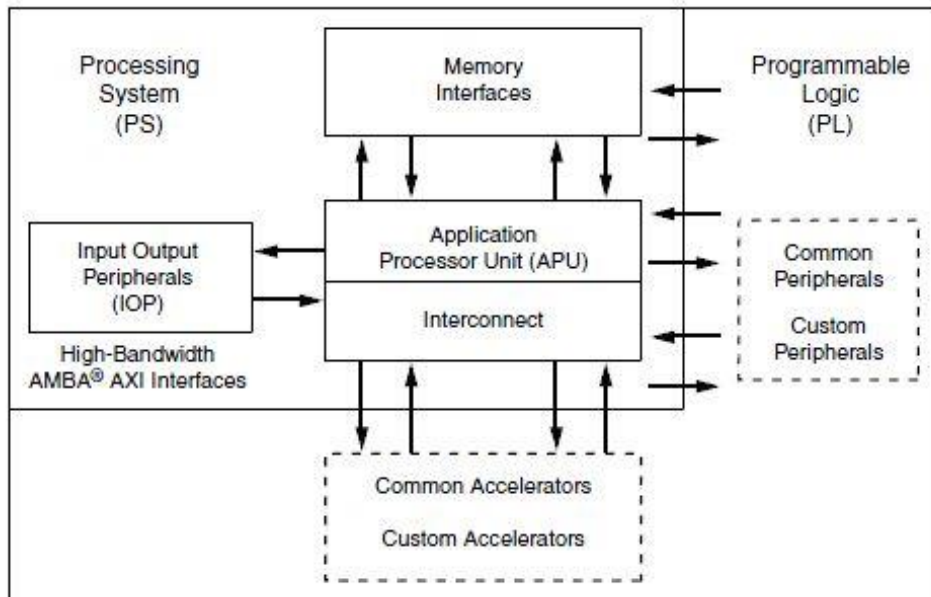 Processing
System
(PS)
Memory
Interfaces
Programmable
Logic
(PL)
Input Output
Peripherals
(IOP)
Application
Processor Unit (APU)
Interconnect
High-Bandwidth
AMBA® AXI Interfaces
Common
Peripherals
Custom
Peripherals
Common Accelerators
Custom Accelerators